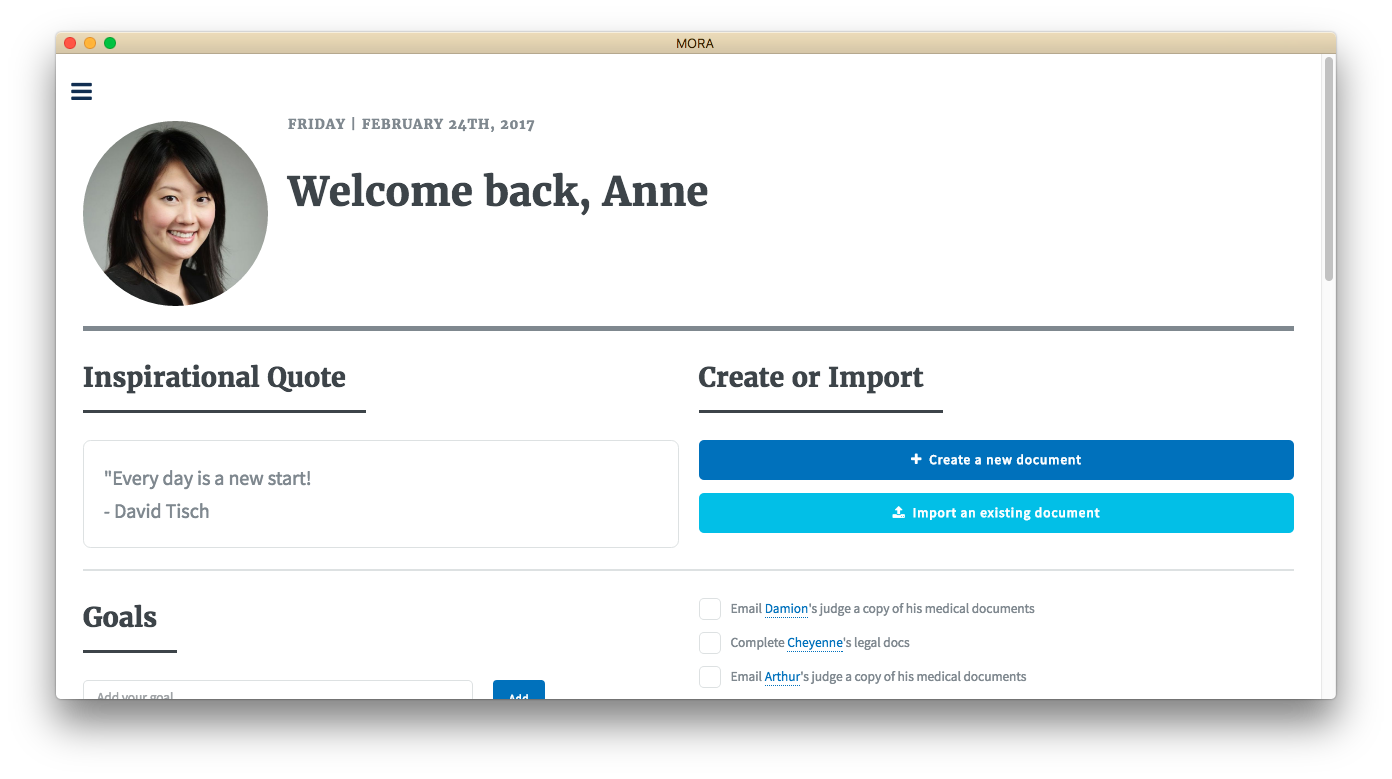 MORA
FRIDAY | FEBRUARY 24TH, 2017
Welcome back, Anne
Inspirational Quote
"Every day is a new start!
- David Tisch
Create or Import
Create a new document
Import an existing document
Goals
Add your goal
Add
Email Damion's judge a copy of his medical documents
Complete Cheyenne's legal docs
Email Arthur's judge a copy of his medical documents